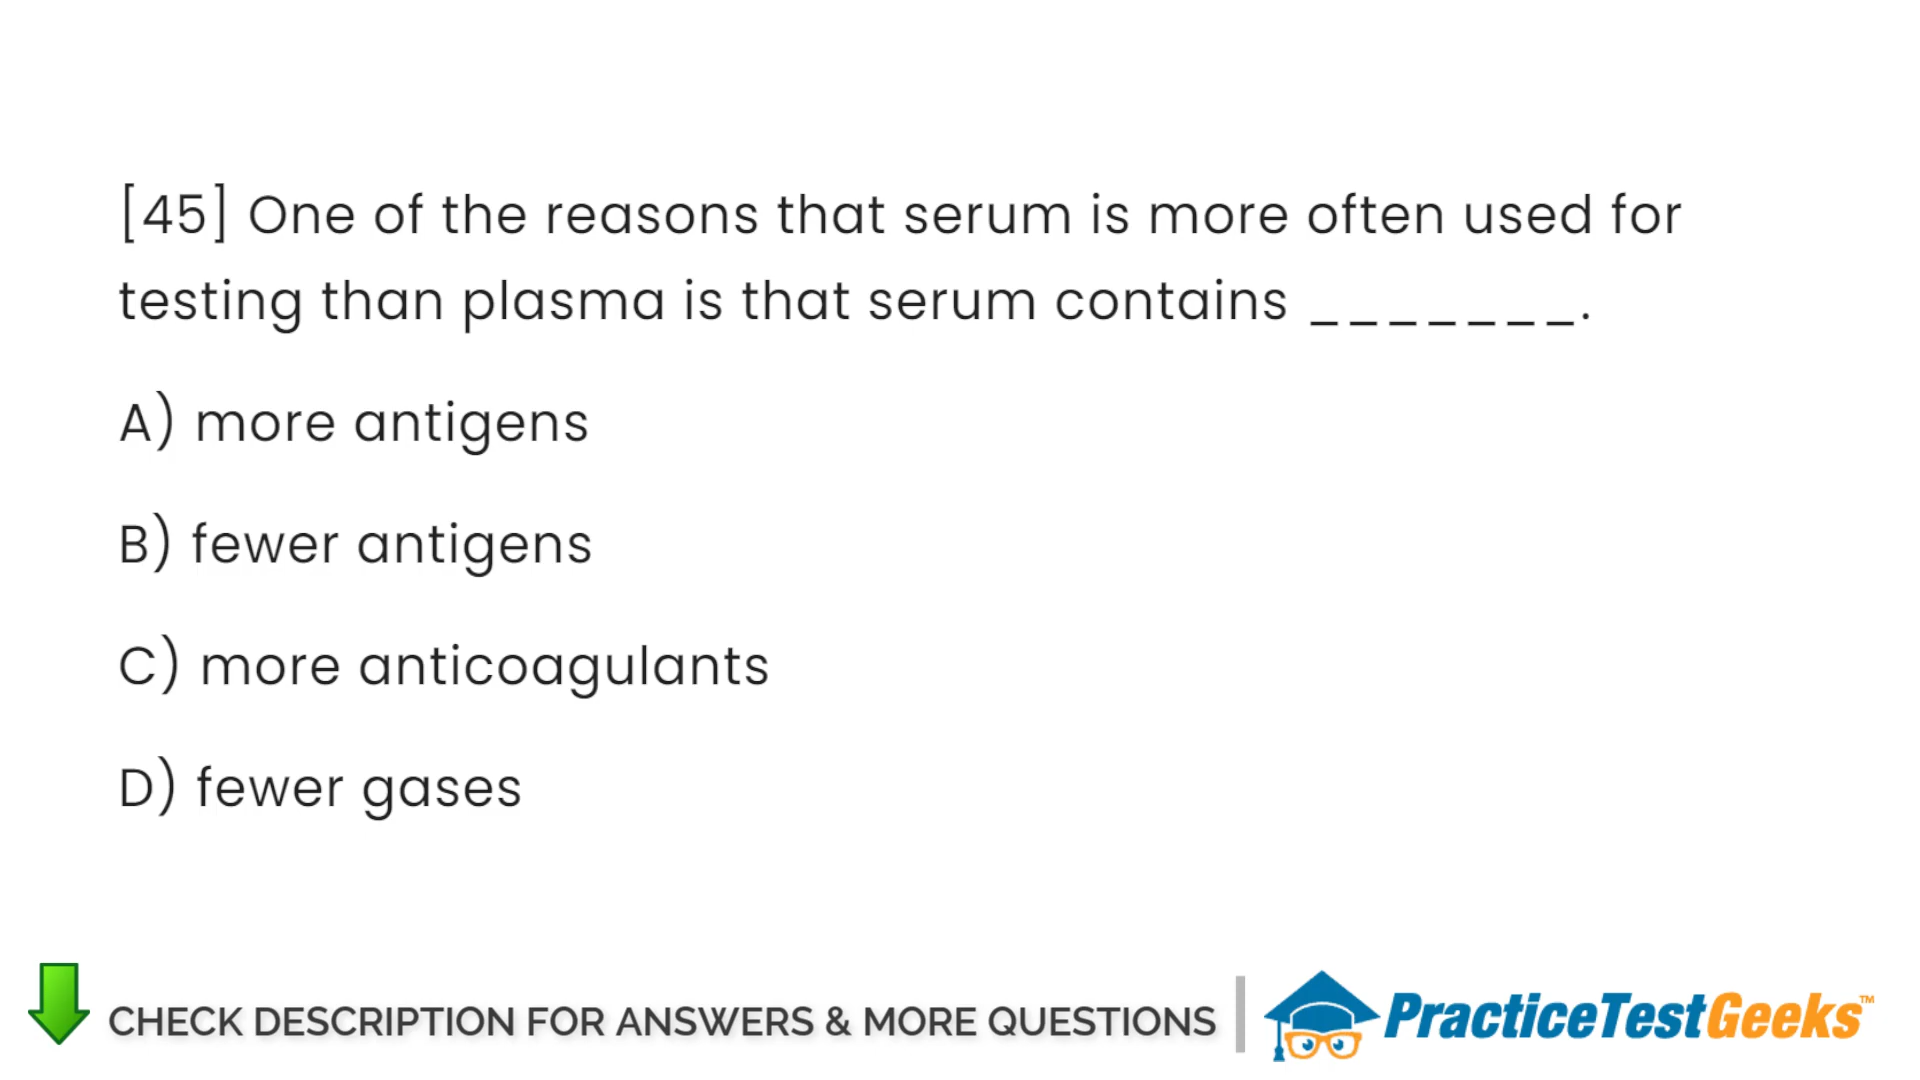 [45] One of the reasons that serum is more often used for
testing than plasma is that serum contains _______.
A) more antigens
B) fewer antigens
C) more anticoagulants
D) fewer gases
CHECK DESCRIPTION FOR ANSWERS & MORE QUESTIONS
PracticeTestGeeks™